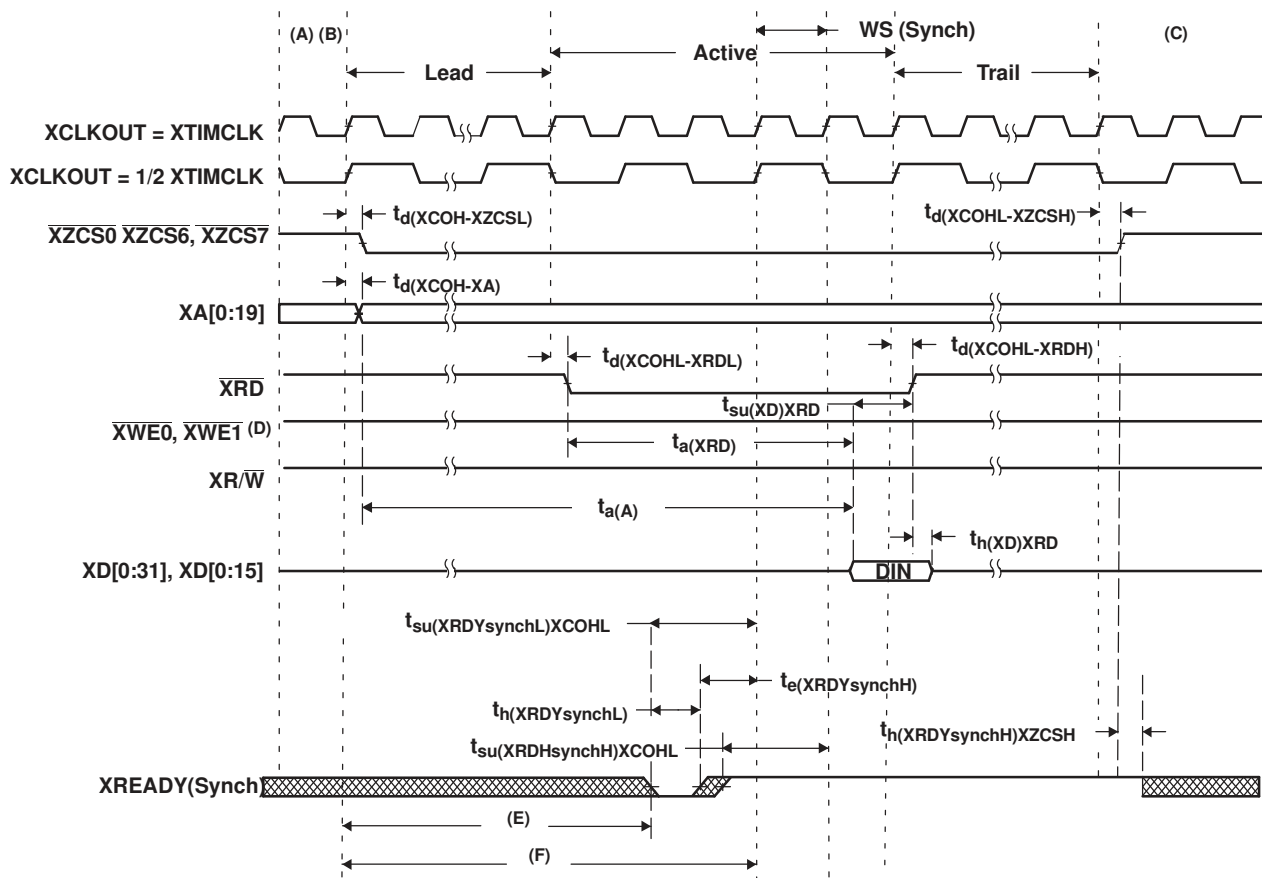 (A) (B)
WS (Synch)
(C)
Active
Lead
Trail
XCLKOUT = XTIMCLK
XCLKOUT = 1/2 XTIMCLK
td(XCOH-XZCSL)
td(XCOHL-XZCSH)
XZCS0 XZCS6, XZCS7
td(XCOH-XA)
XA[0:19]
td(XCOHL-XRDL)
td(XCOHL-XRDH)
XRD
tsu(XD)XRD
XWE0, XWE1 (D)
ta(XRD)
XR/W
ta(A)
th(XD)XRD
XD[0:31], XD[0:15]
DIN
tsu(XRDYsynchL)XCOHL
te(XRDYsynchH)
th(XRDYsynchL)
th(XRDYsynchH)XZCSH
tsu(XRDHsynchH)XCOHL
XREADY(Synch)
(E)
(F)